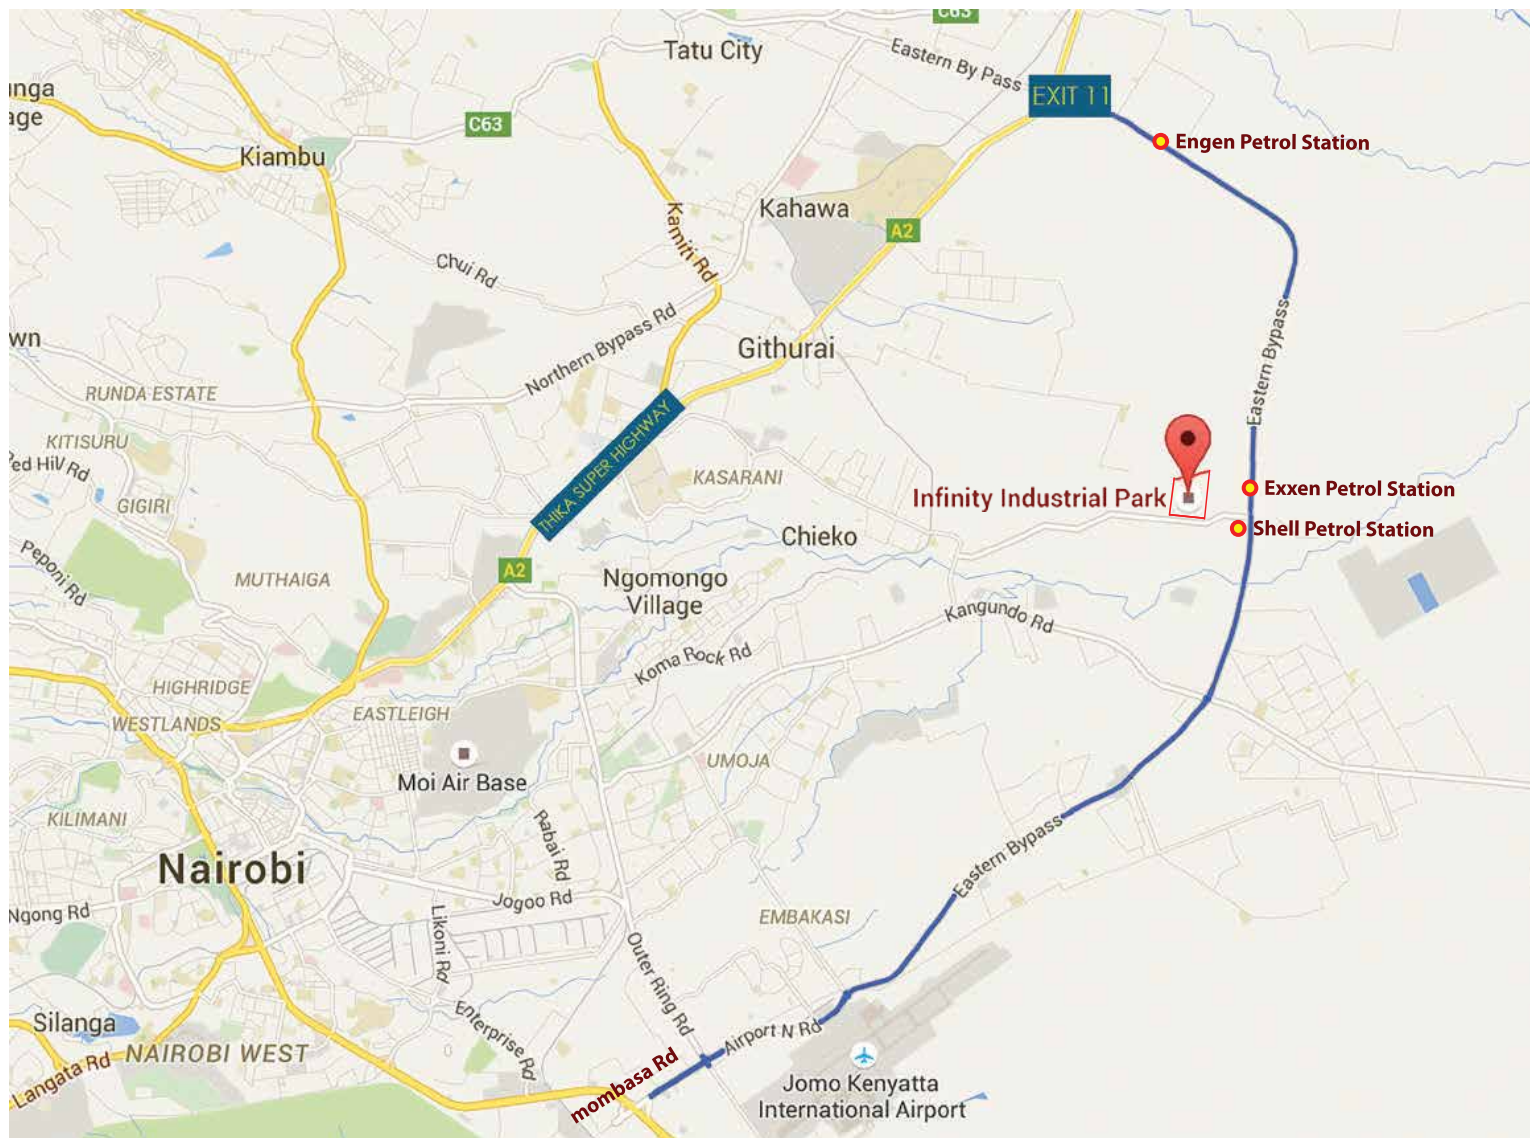 C63
Tatu City
Eastern By Pass
EXIT 11
unga
age
C63
Engen Petrol Station
Kiambu
Kahawa
Kamiti Rd
A2
Chui Rd
Northern Bypass Rd
Githurai
Eastern Bypass
wn
RUNDA ESTATE
THIKA SUPER HIGHWAY
KITISURU
Red Hill Rd
KASARANI
GIGIRI
Infinity Industrial Park
Exxen Petrol Station
Shell Petrol Station
Chieko
A2
Peponi Rd
MUTHAIGA
Ngomongo
Village
Kangundo Rd
Koma Rock Rd
HIGHRIDGE
EASTLEIGH
WESTLANDS
UMOJA
Moi Air Base
KILIMANI
Rabai Rd
Eastern Bypass
Nairobi
Jogoo Rd
Ngong Rd
Likoni Rd
EMBAKASI
Outer Ring Rd
Silanga
Enterprise Rd
Airport N Rd
NAIROBI WEST
Langata Rd
mombasa Rd
Jomo Kenyatta
International Airport